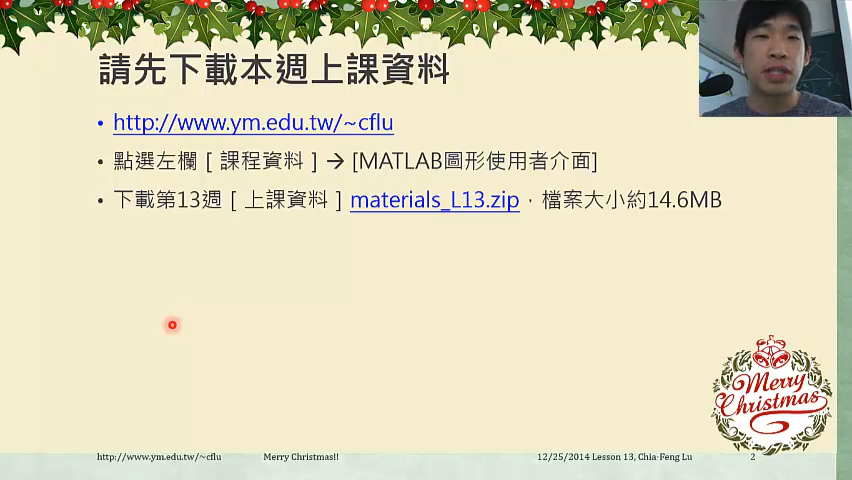 請先下載本週上課資料
• http://www.ym.edu.tw/~cflu
• 點選左欄 [ 課程資料 ] → [MATLAB圖形使用者介面]
• 下載第13週 [ 上課資料 ] materials_L13.zip，檔案大小約14.6MB
Merry
Christmas
http://www.ym.edu.tw/~cflu Merry Christmas!! 12/25/2014 Lesson 13, Chia-Feng Lu 2